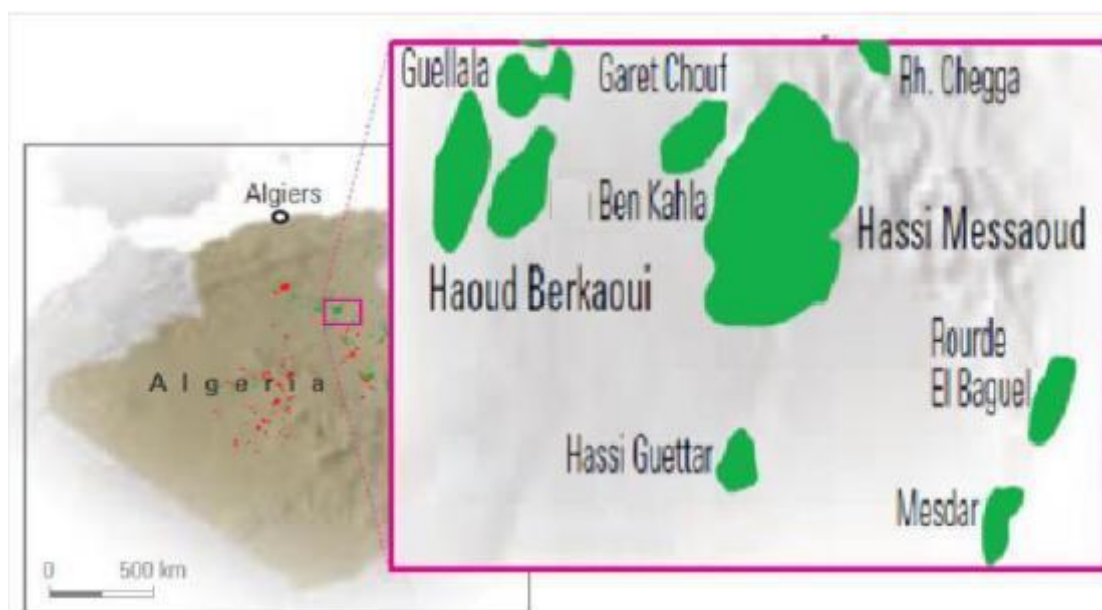 Guellala
Garet Chouf
Rh. Chegga
Algiers
Ben Kahla
Hassi Messaoud
Haoud Berkaoui
Rourde
El Baguel
Algeria
Hassi Guettar
Mesdar
0 500 km